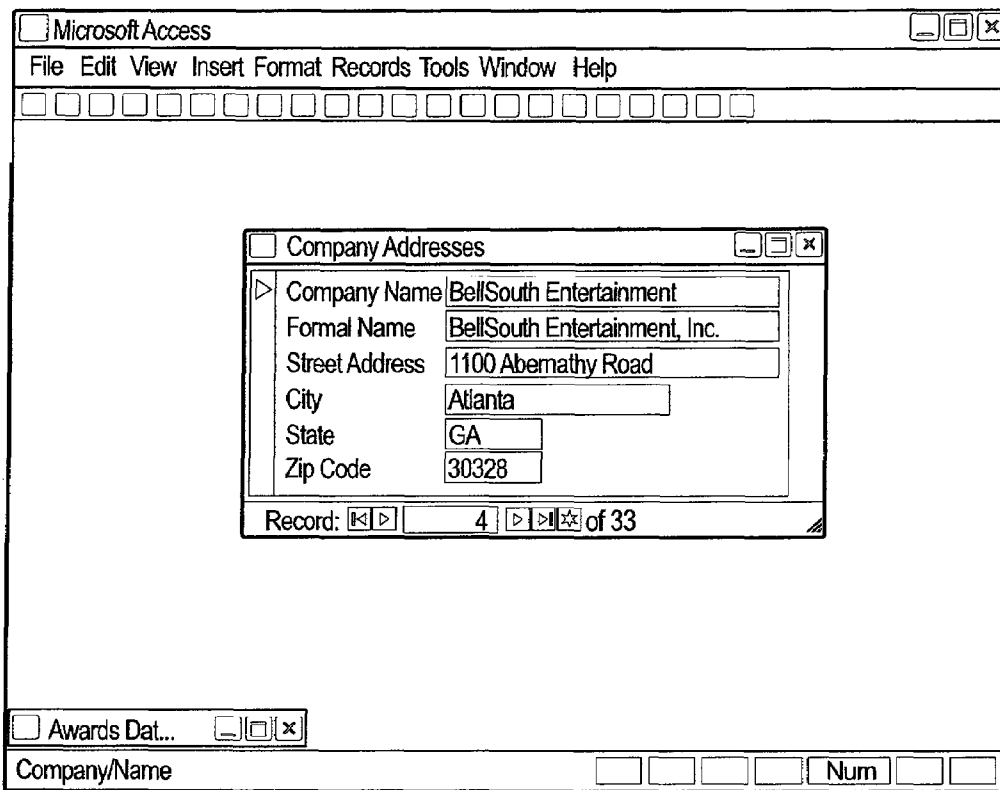 Microsoft Access
File Edit View Insert Format Records Tools Window Help
Company Addresses
Company Name BellSouth Entertainment
Formal Name BellSouth Entertainment, Inc.
Street Address 1100 Abernathy Road
City Atlanta
State GA
Zip Code 30328
Record: 4 of 33
Awards Dat...
Company/Name Num